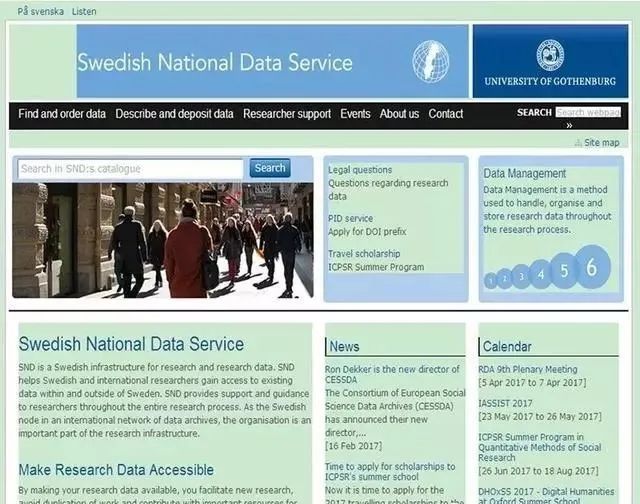 På svenska Listen
Swedish National Data Service
UNIVERSITY OF GOTHENBURG
Find and order data Describe and deposit data Researcher support Events About us Contact
SEARCH Search webpag
»
Site map
Search in SND:s catalogue Search
Legal questions
Questions regarding research
data
PID service
Apply for DOI prefix
Travel scholarship
ICPSR Summer Program
Data Management
Data Management is a method
used to handle, organise and
store research data throughout
the research process.
1 2 3 4 5 6
Swedish National Data Service
SND is a Swedish infrastructure for research and research data. SND
helps Swedish and international researchers gain access to existing
data within and outside of Sweden. SND provides support and guidance
to researchers throughout the entire research process. As the Swedish
node in an international network of data archives, the organisation is an
important part of the research infrastructure.
Make Research Data Accessible
By making your research data available, you facilitate new research,
avoid duplication of work and contribute with important resources for
News
Ron Dekker is the new director of
CESSDA
The Consortium of European Social
Science Data Archives (CESSDA)
has announced their new
director,...
[16 Feb 2017]
Time to apply for scholarships to
ICPSR's summer school
Now it is time to apply for the
2017 travelling scholarships to the
Calendar
RDA 9th Plenary Meeting
[5 Apr 2017 to 7 Apr 2017]
IASSIST 2017
[23 May 2017 to 26 May 2017]
ICPSR Summer Program in
Quantitative Methods of Social
Research
[26 Jun 2017 to 18 Aug 2017]
DHOxSS 2017 - Digital Humanities
at Oxford Summer School